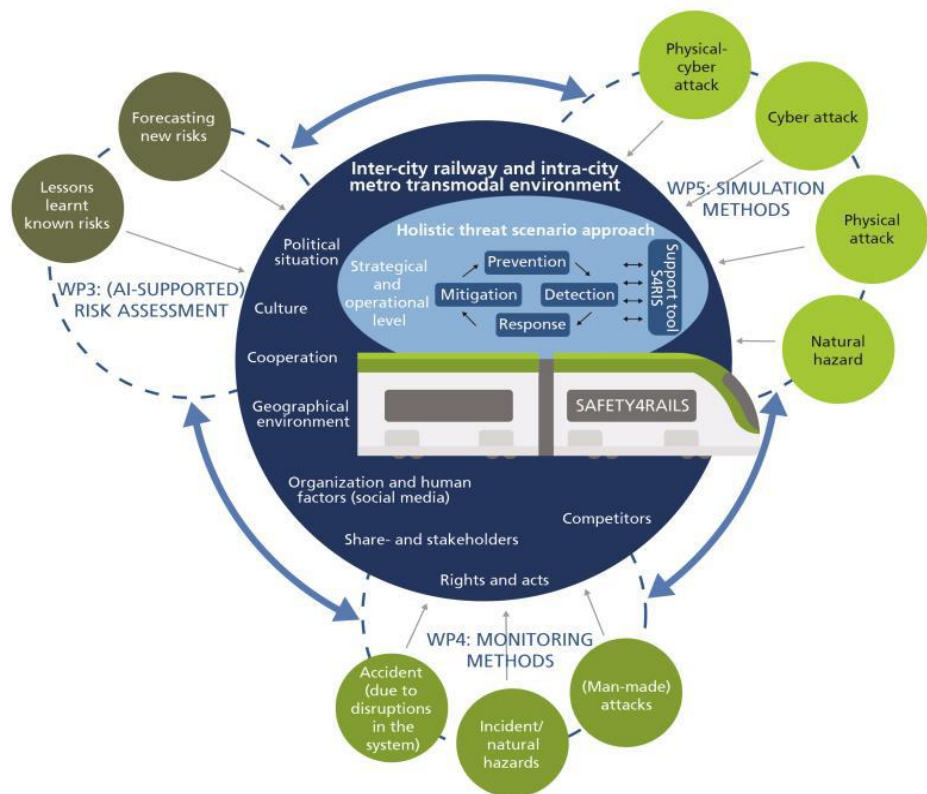 Physical-
cyber
attack
Cyber attack
Physical
attack
Natural
hazard
WP5: SIMULATION
METHODS
Forecasting
new risks
Lessons
learnt
known risks
WP3: (AI-SUPPORTED)
RISK ASSESSMENT
Inter-city railway and intra-city
metro transmodal environment
Holistic threat scenario approach
Strategical
and
operational
level
Prevention
Mitigation
Detection
Response
Support tool
S4RIS
Political
situation
Culture
Cooperation
Geographical
environment
SAFETY4RAILS
Organization and human
factors (social media)
Competitors
Share- and stakeholders
Rights and acts
WP4: MONITORING
METHODS
Accident
(due to
disruptions
in the
system)
Incident/
natural
hazards
(Man-made)
attacks